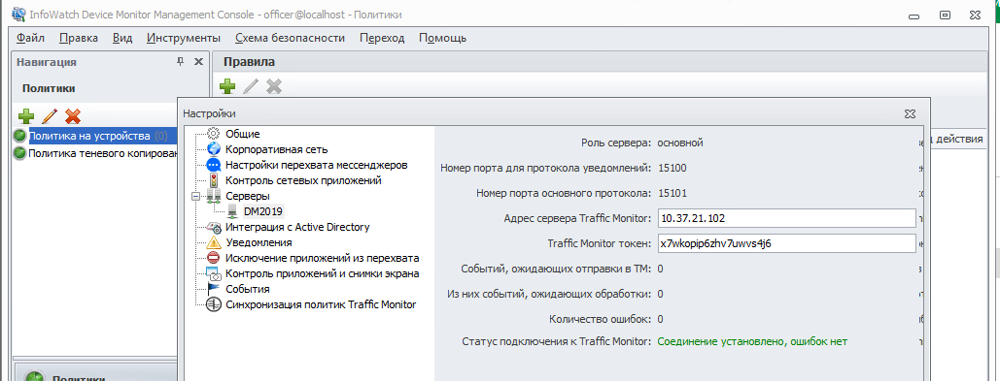 InfoWatch Device Monitor Management Console - officer@localhost - Политики
Файл Правка Вид Инструменты Схема безопасности Переход Помощь
Навигация
Правила
Политики
Политика на устройства (0)
Политика теневого копирован
д действия
Настройки
Общие
Корпоративная сеть
Настройки перехвата мессенджеров
Контроль сетевых приложений
Серверы
DM2019
Интеграция с Active Directory
Уведомления
Исключение приложений из перехвата
Контроль приложений и снимки экрана
События
Синхронизация политик Traffic Monitor
Роль сервера: основной
Номер порта для протокола уведомлений: 15100
Номер порта основного протокола: 15101
Адрес сервера Traffic Monitor: 10.37.21.102
Traffic Monitor токен: x7wkopip6zhv7uwvs4j6
Событий, ожидающих отправки в ТМ: 0
Из них событий, ожидающих обработки: 0
Количество ошибок: 0
Статус подключения к Traffic Monitor: Соединение установлено, ошибок нет
Политики